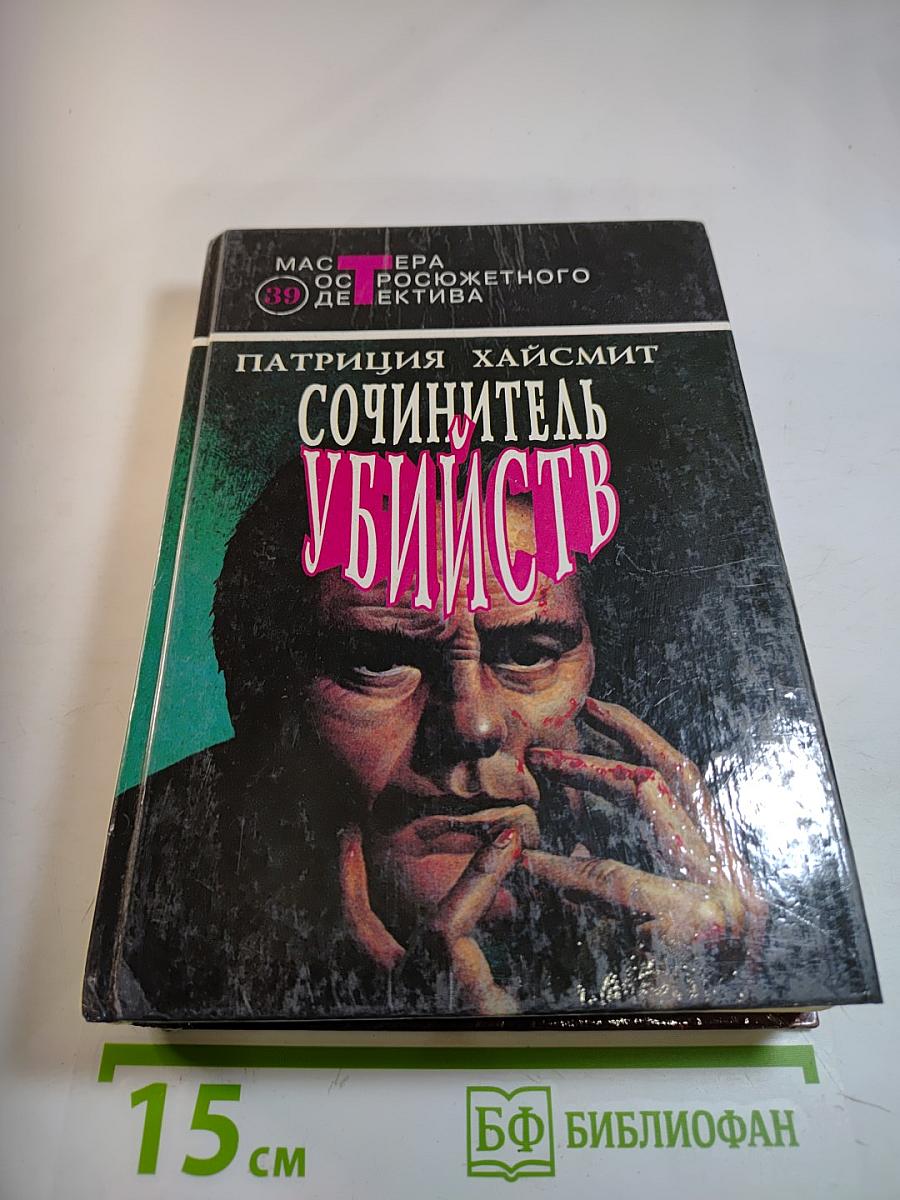 МАСТЕРА
39 ОСТРОСЮЖЕТНОГО
ДЕТЕКТИВА
ПАТРИЦИЯ ХАЙСМИТ
СОЧИНИТЕЛЬ
УБИЙСТВ
15 см
БФ БИБЛИОФАН